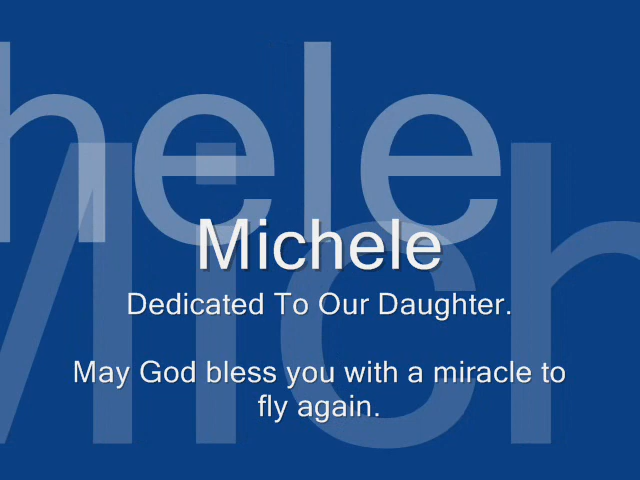 Michele
Dedicated To Our Daughter.
May God bless you with a miracle to
fly again.